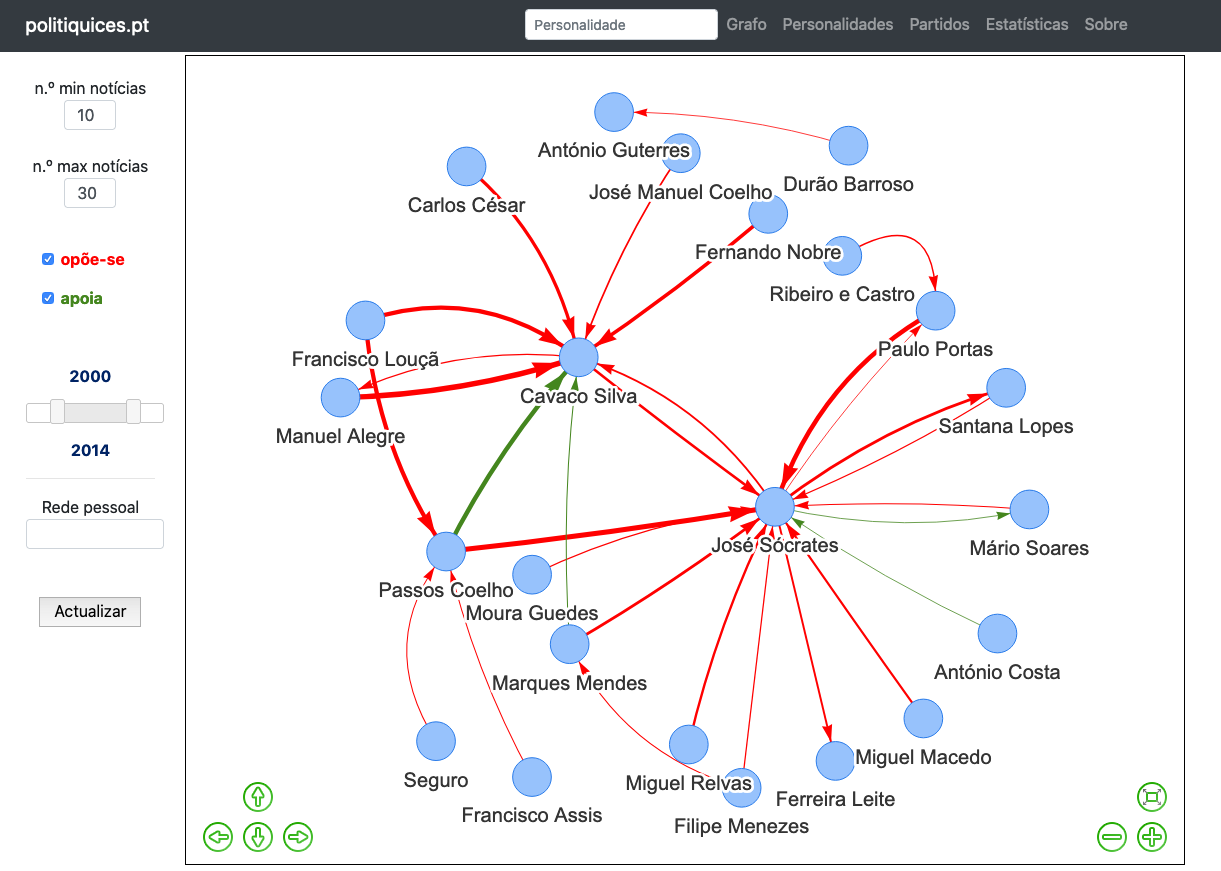 politiquices.pt
Personalidade
Grafo
Personalidades
Partidos
Estatísticas
Sobre
n.º min notícias
10
n.º max notícias
30
opõe-se
apoia
2000
2014
Rede pessoal
Actualizar
António Guterres
José Manuel Coelho
Durão Barroso
Carlos César
Fernando Nobre
Ribeiro e Castro
Paulo Portas
Francisco Louçã
Cavaco Silva
Manuel Alegre
Santana Lopes
José Sócrates
Mário Soares
Passos Coelho
Moura Guedes
Marques Mendes
António Costa
Miguel Macedo
Seguro
Miguel Relvas
Ferreira Leite
Francisco Assis
Filipe Menezes